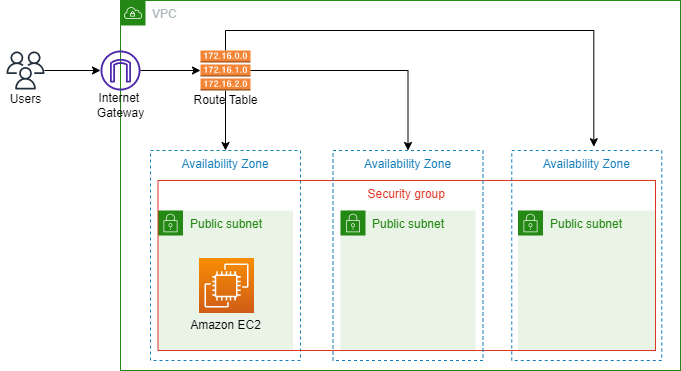 VPC
Users
Internet
Gateway
172.16.0.0
172.16.1.0
172.16.2.0
Route Table
Availability Zone
Availability Zone
Availability Zone
Security group
Public subnet
Public subnet
Public subnet
Amazon EC2